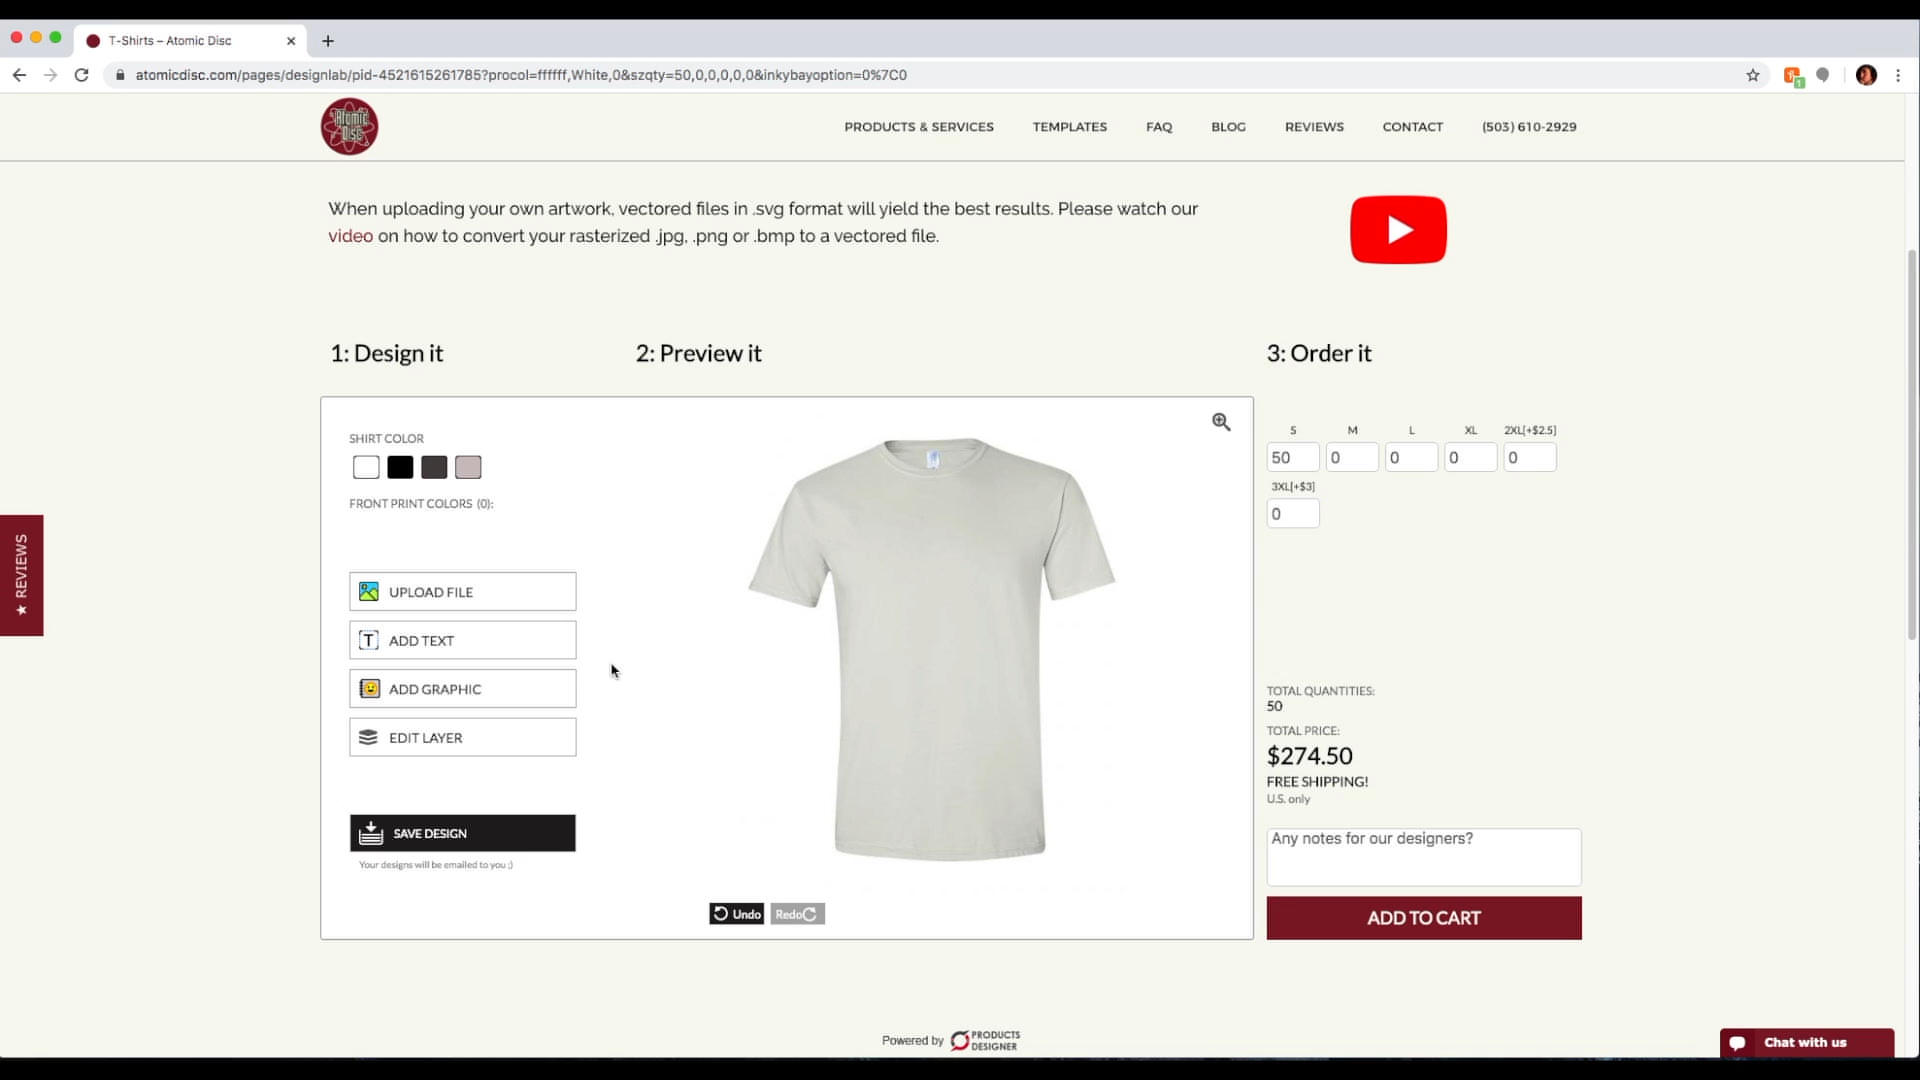 T-Shirts – Atomic Disc
atomicdisc.com/pages/designlab/pid-4521615261785?procol=ffffff,White,0&szqty=50,0,0,0,0,0&inkybayoption=0%7C0
1
Atomic
Disc
PRODUCTS & SERVICES
TEMPLATES
FAQ
BLOG
REVIEWS
CONTACT
(503) 610-2929
When uploading your own artwork, vectored files in .svg format will yield the best results. Please watch our
video on how to convert your rasterized .jpg, .png or .bmp to a vectored file.
1: Design it
2: Preview it
3: Order it
SHIRT COLOR
FRONT PRINT COLORS (0):
UPLOAD FILE
T ADD TEXT
ADD GRAPHIC
EDIT LAYER
SAVE DESIGN
Your designs will be emailed to you ;)
Undo
Redo
S M L XL 2XL[+$2.5]
50 0 0 0 0
3XL[+$3]
0
TOTAL QUANTITIES:
50
TOTAL PRICE:
$274.50
FREE SHIPPING!
U.S. only
Any notes for our designers?
ADD TO CART
★ REVIEWS
Powered by PRODUCTS
DESIGNER
Chat with us